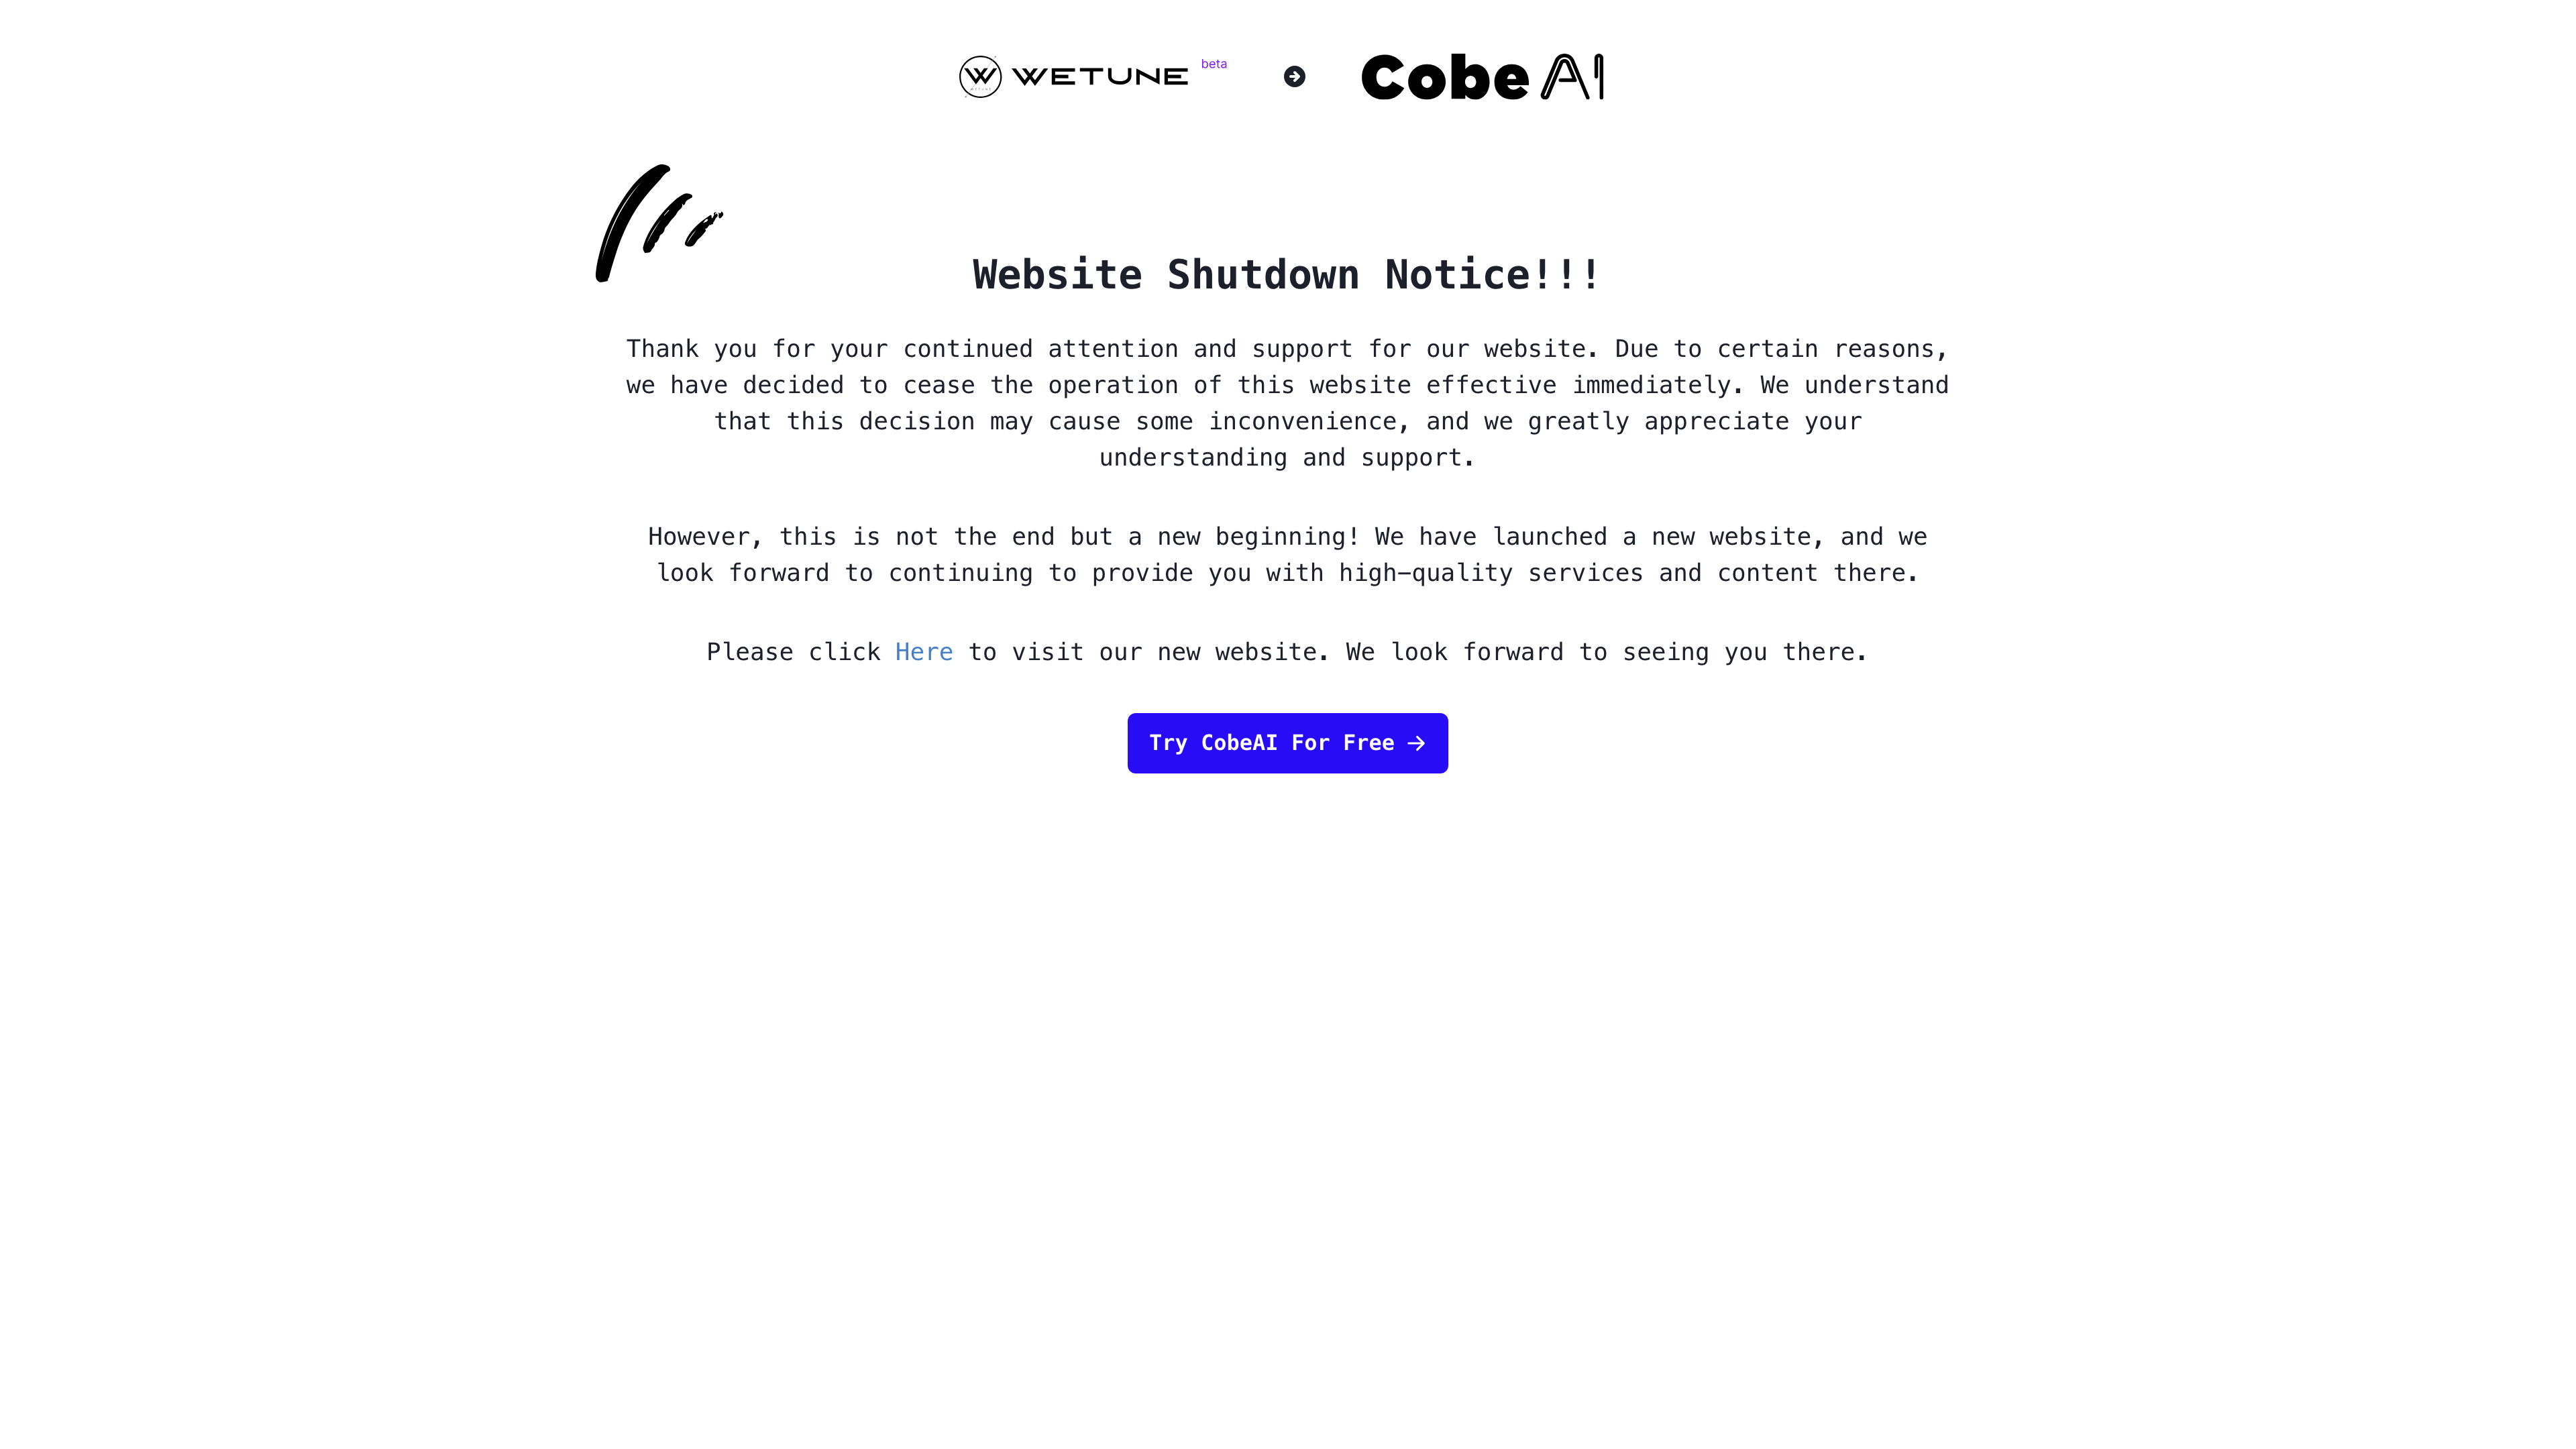 WETUNE beta
Cobe AI
Website Shutdown Notice!!!
Thank you for your continued attention and support for our website. Due to certain reasons,
we have decided to cease the operation of this website effective immediately. We understand
that this decision may cause some inconvenience, and we greatly appreciate your
understanding and support.
However, this is not the end but a new beginning! We have launched a new website, and we
look forward to continuing to provide you with high-quality services and content there.
Please click Here to visit our new website. We look forward to seeing you there.
Try CobeAI For Free